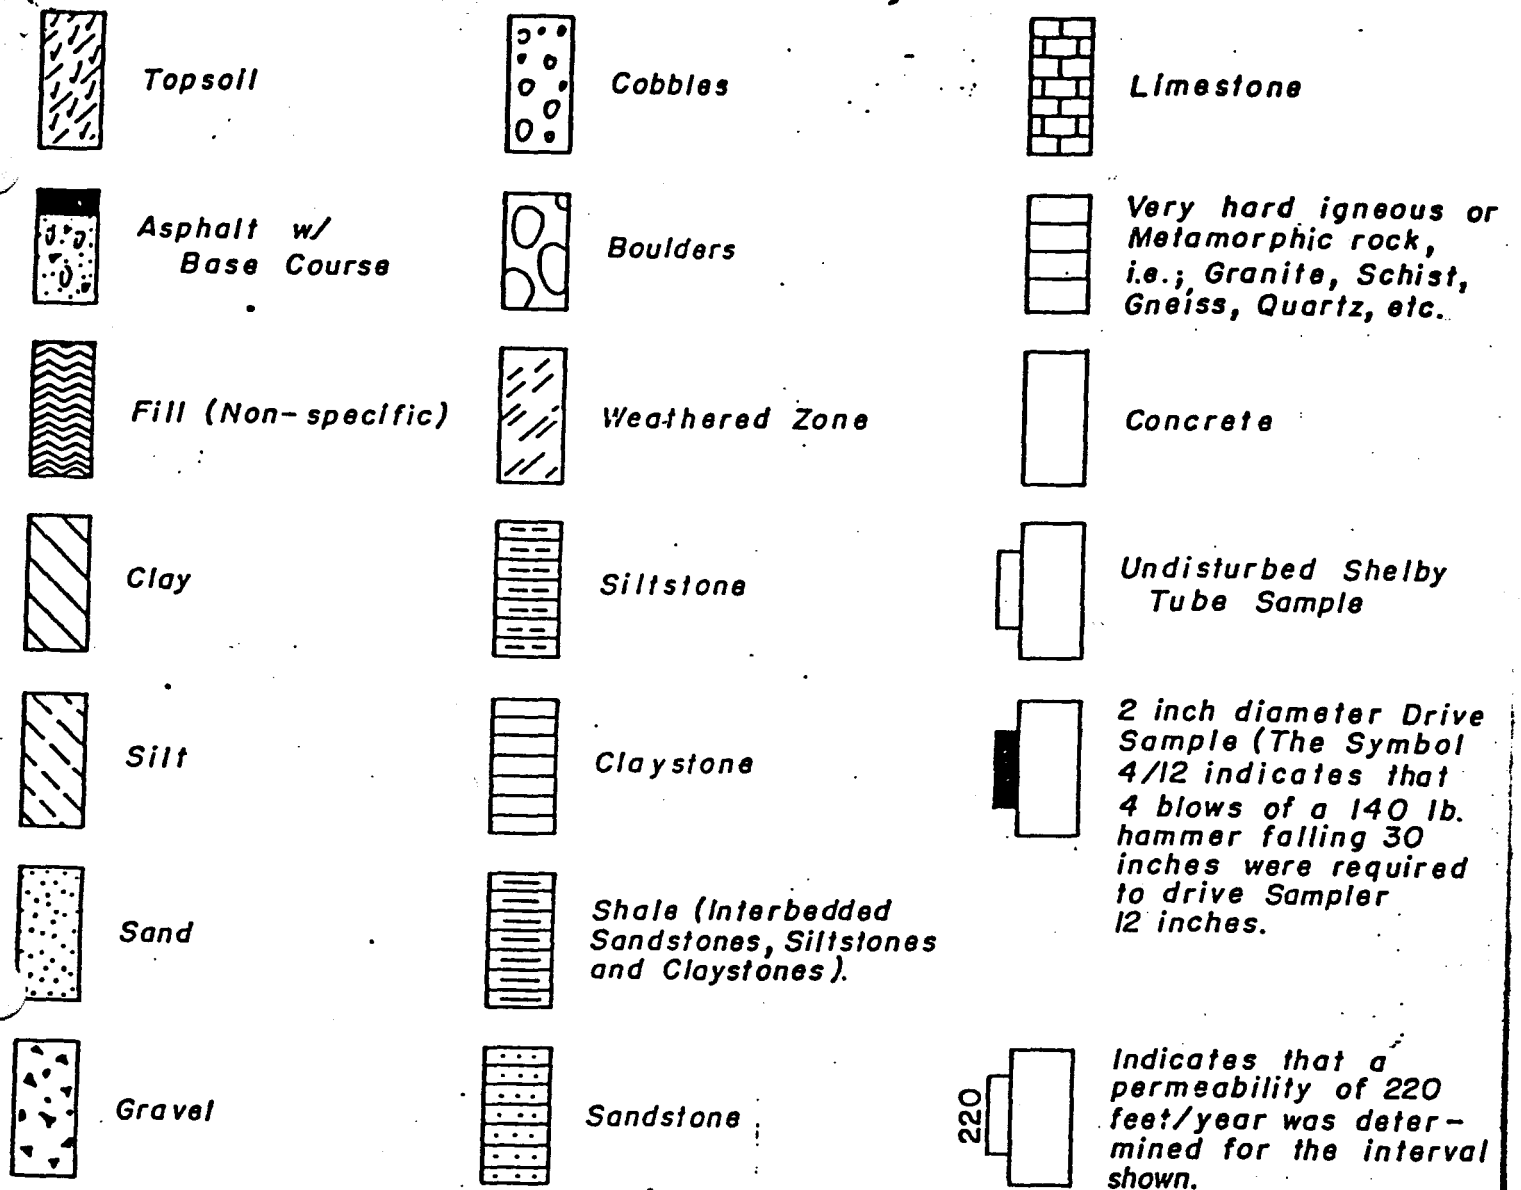 Topsoil
Asphalt w/
Base Course
Fill (Non-specific)
Clay
Silt
Sand
Gravel
Cobbles
Boulders
Weathered Zone
Siltstone
Claystone
Shale (Interbedded
Sandstones, Siltstones
and Claystones).
Sandstone
Limestone
Very hard igneous or
Metamorphic rock,
i.e.; Granite, Schist,
Gneiss, Quartz, etc.
Concrete
Undisturbed Shelby
Tube Sample
2 inch diameter Drive
Sample (The Symbol
4/12 indicates that
4 blows of a 140 lb.
hammer falling 30
inches were required
to drive Sampler
12 inches.
220
Indicates that a
permeability of 220
feet/year was deter-
mined for the interval
shown.